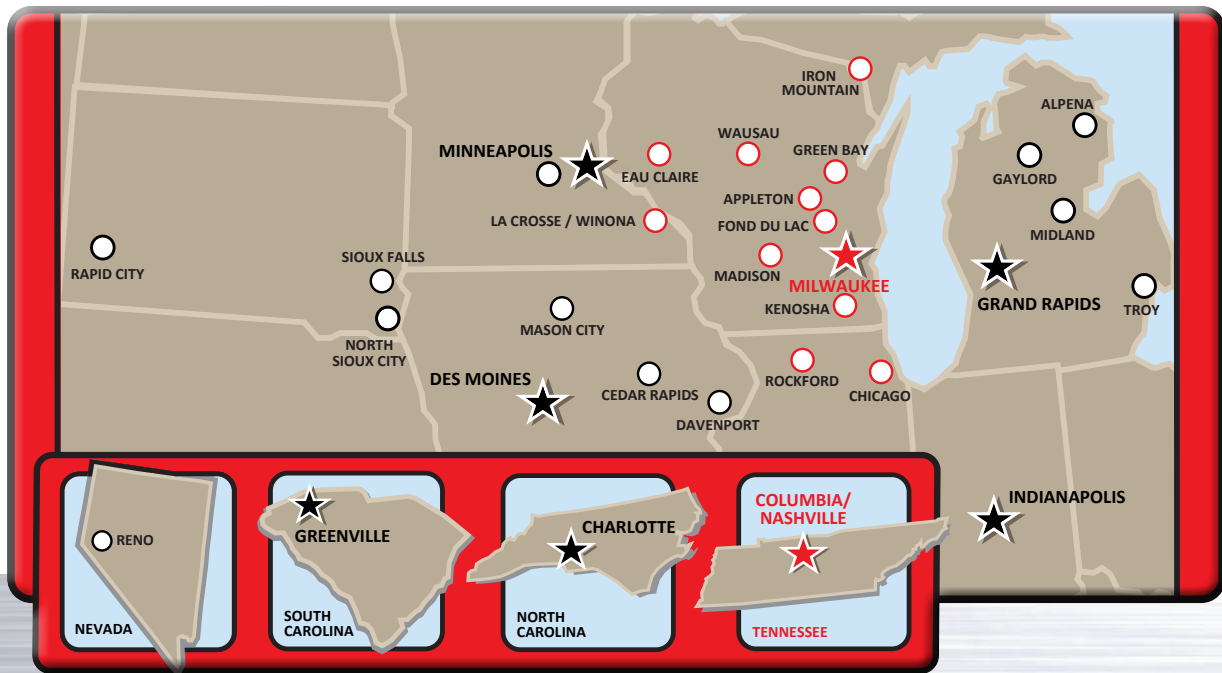 IRON
MOUNTAIN
ALPENA
WAUSAU
MINNEAPOLIS
GREEN BAY
EAU CLAIRE
GAYLORD
APPLETON
LA CROSSE / WINONA
FOND DU LAC
MIDLAND
SIOUX FALLS
RAPID CITY
MADISON
MILWAUKEE
GRAND RAPIDS
KENOSHA
TROY
MASON CITY
NORTH
SIOUX CITY
DES MOINES
ROCKFORD
CEDAR RAPIDS
CHICAGO
DAVENPORT
INDIANAPOLIS
RENO
NEVADA
GREENVILLE
SOUTH
CAROLINA
CHARLOTTE
NORTH
CAROLINA
COLUMBIA/
NASHVILLE
TENNESSEE